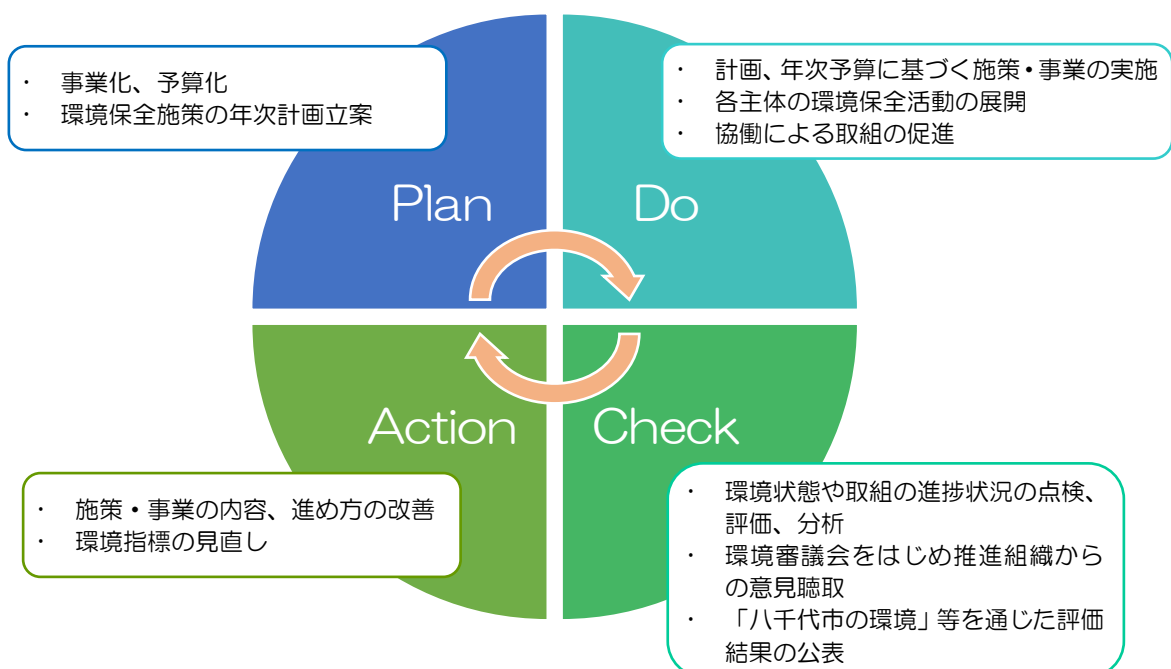 ・ 事業化、予算化
・ 環境保全施策の年次計画立案
・ 計画、年次予算に基づく施策・事業の実施
・ 各主体の環境保全活動の展開
・ 協働による取組の促進
Plan
Do
Action
Check
・ 施策・事業の内容、進め方の改善
・ 環境指標の見直し
・ 環境状態や取組の進捗状況の点検、
評価、分析
・ 環境審議会をはじめ推進組織から
の意見聴取
・ 「八千代市の環境」等を通じた評価
結果の公表